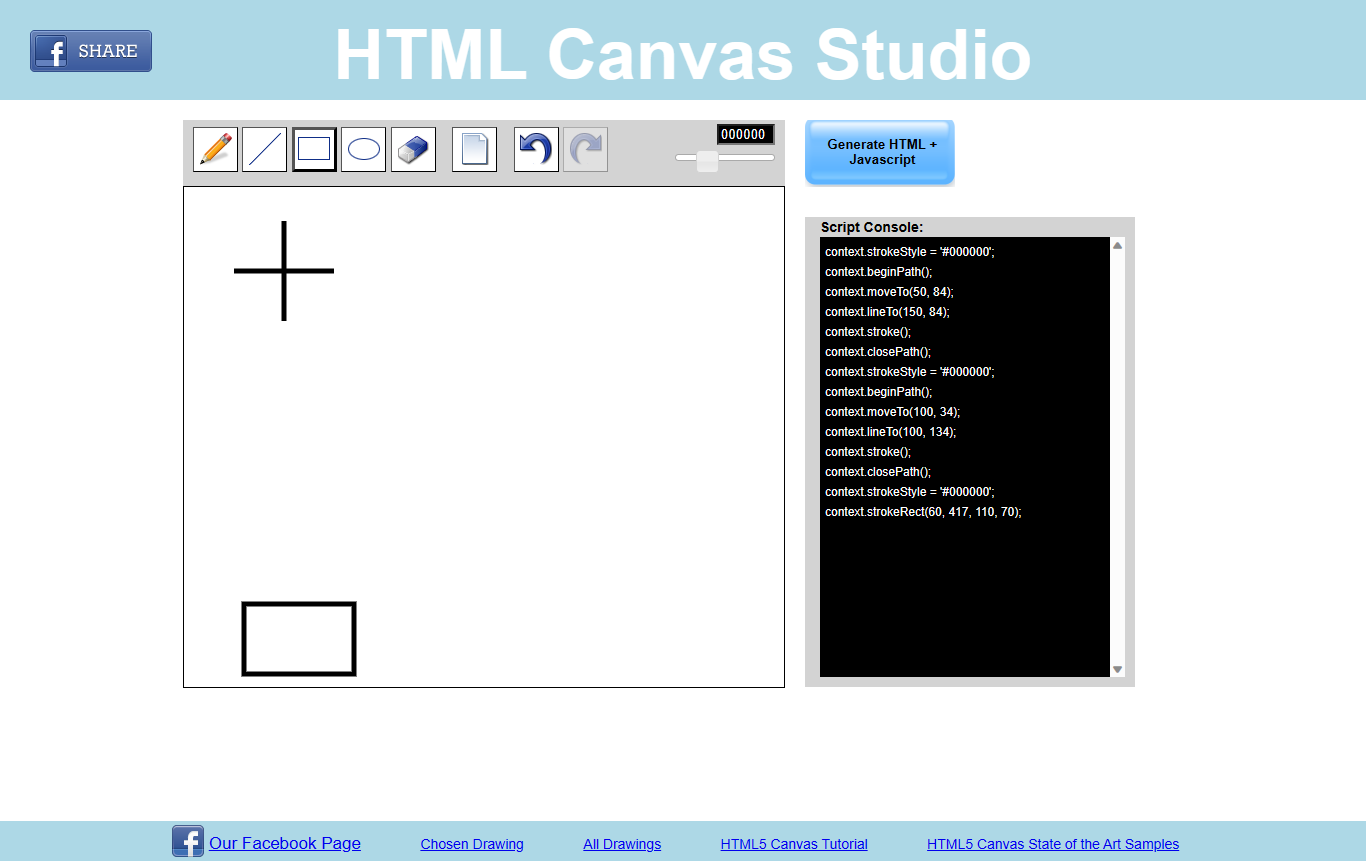 SHARE
HTML Canvas Studio
000000
Generate HTML +
Javascript
Script Console:
context.strokeStyle = '#000000';
context.beginPath();
context.moveTo(50, 84);
context.lineTo(150, 84);
context.stroke();
context.closePath();
context.strokeStyle = '#000000';
context.beginPath();
context.moveTo(100, 34);
context.lineTo(100, 134);
context.stroke();
context.closePath();
context.strokeStyle = '#000000';
context.strokeRect(60, 417, 110, 70);
Our Facebook Page
Chosen Drawing
All Drawings
HTML5 Canvas Tutorial
HTML5 Canvas State of the Art Samples